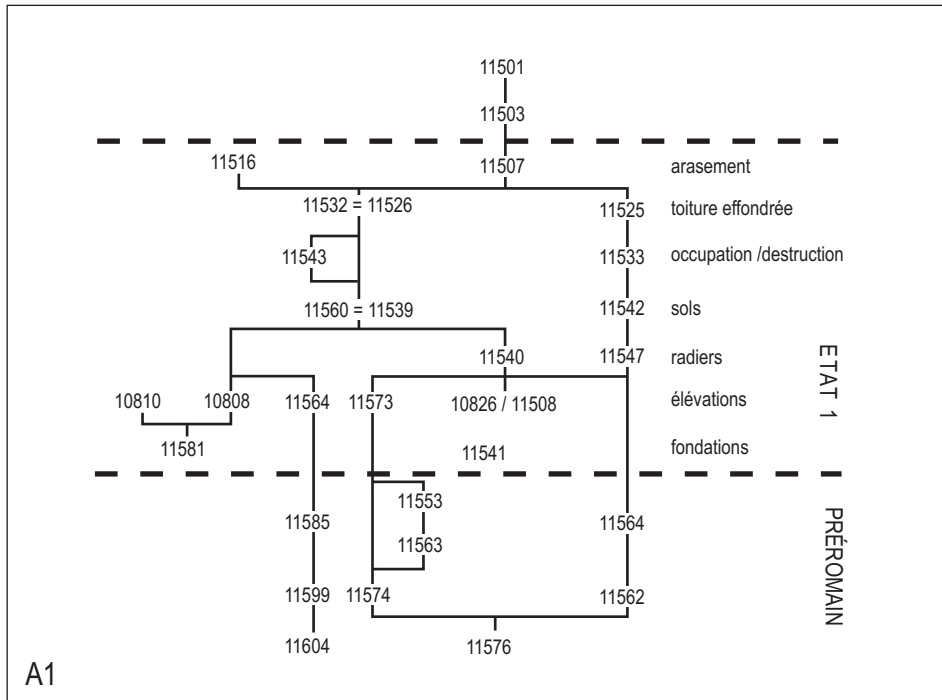 11501
11503
11516 11507 arasement
11532 = 11526 11525 toiture effondrée
11543 11533 occupation /destruction
11560 = 11539 11542 sols
11540 11547 radiers
10810 10808 11564 11573 10826 / 11508 élévations
11581 11541 fondations
ETAT 1
11553
11585 11564
11563
11599 11574 11562
11604 11576
PRÉROMAIN
A1